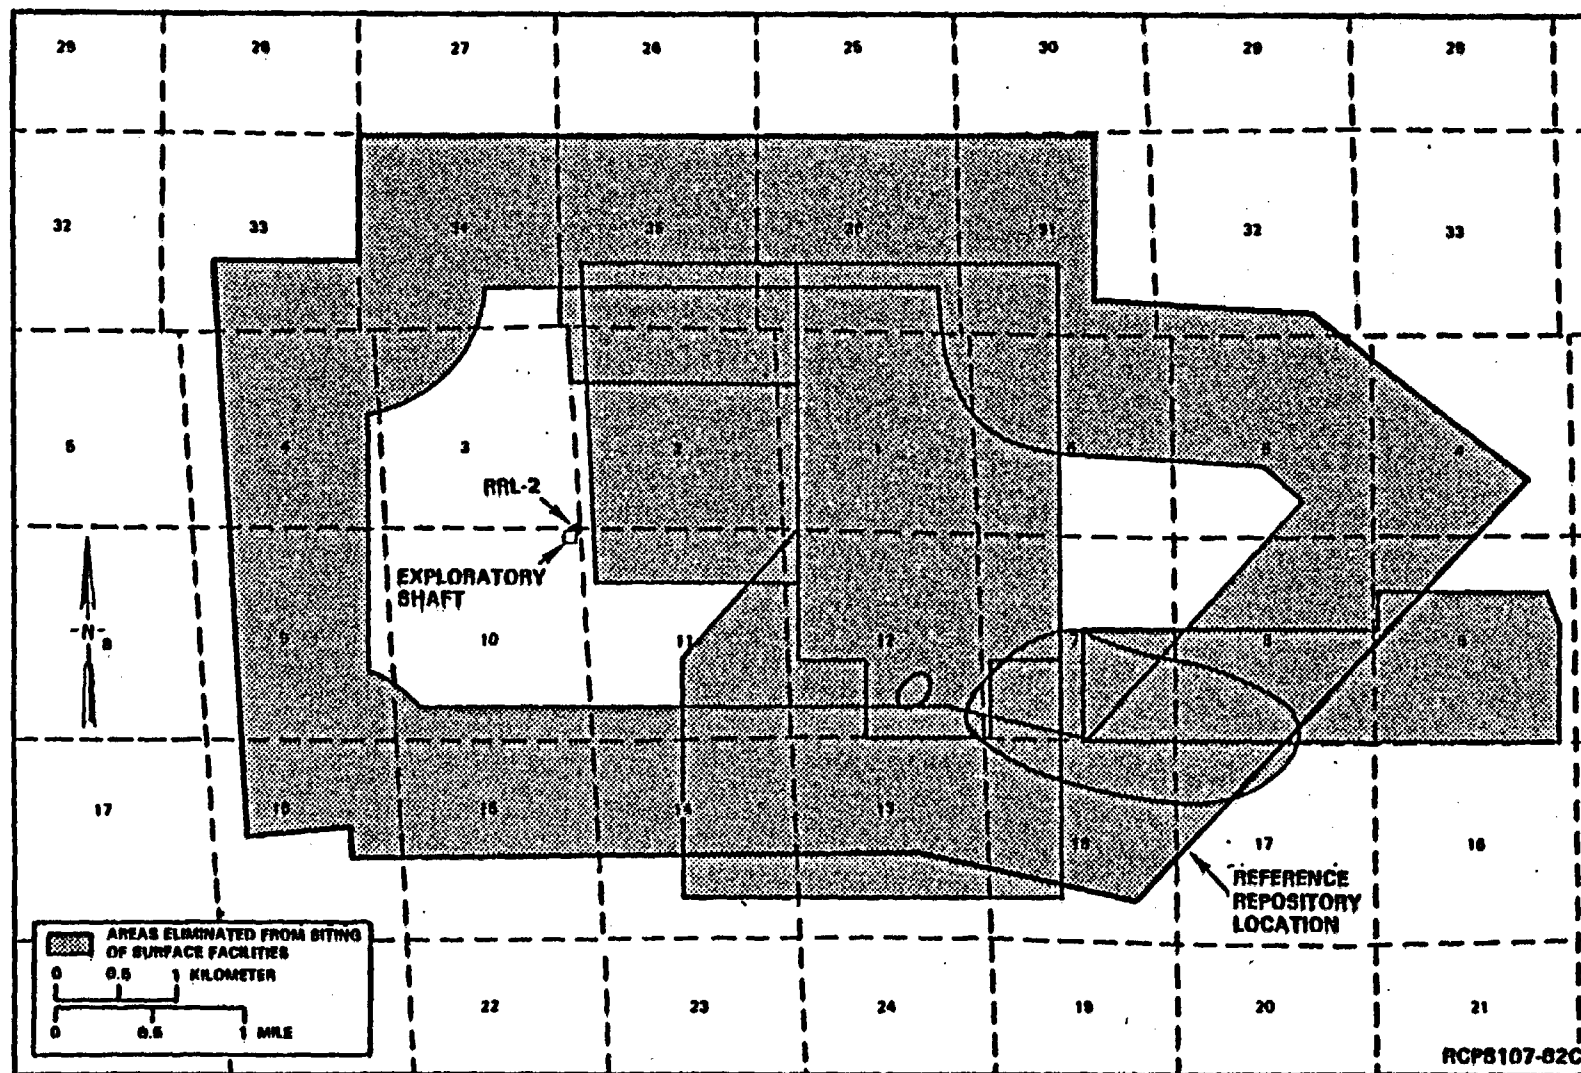 29 28 27 26 25 30 29 28
32 33 34 35 36 31 32 33
5 4 3 2 1 6 5 4
RRL-2
EXPLORATORY
SHAFT
N
8 9 10 11 12 7 8 9
17 16 15 14 13 18 17 16
REFERENCE
REPOSITORY
LOCATION
AREAS ELIMINATED FROM SITING
OF SURFACE FACILITIES
0 0.5 1 KILOMETER
0 0.5 1 MILE
22 23 24 19 20 21
RCP8107-82C